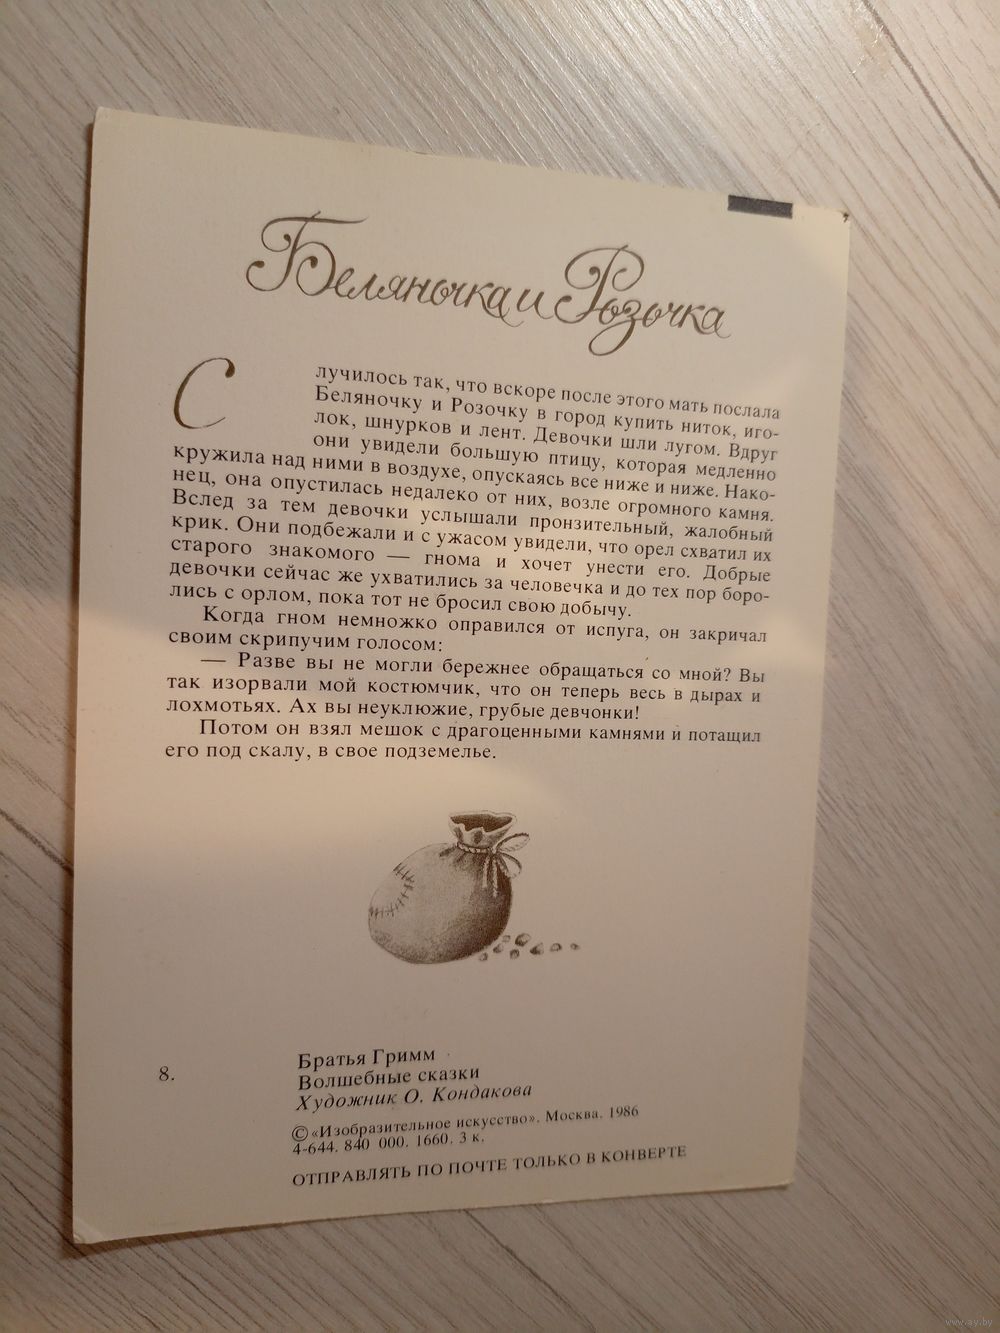 Беляночка и Розочка
Случилось так, что вскоре после этого мать послала
Беляночку и Розочку в город купить ниток, иго-
лок, шнурков и лент. Девочки шли лугом. Вдруг
они увидели большую птицу, которая медленно
кружила над ними в воздухе, опускаясь все ниже и ниже. Нако-
нец, она опустилась недалеко от них, возле огромного камня.
Вслед за тем девочки услышали пронзительный, жалобный
крик. Они подбежали и с ужасом увидели, что орел схватил их
старого знакомого — гнома и хочет унести его. Добрые
девочки сейчас же ухватились за человечка и до тех пор боро-
лись с орлом, пока тот не бросил свою добычу.
Когда гном немножко оправился от испуга, он закричал
своим скрипучим голосом:
— Разве вы не могли бережнее обращаться со мной? Вы
так изорвали мой костюмчик, что он теперь весь в дырах и
лохмотьях. Ах вы неуклюжие, грубые девчонки!
Потом он взял мешок с драгоценными камнями и потащил
его под скалу, в свое подземелье.
8.
Братья Гримм
Волшебные сказки
Художник О. Кондакова
© «Изобразительное искусство». Москва. 1986
4-644. 840 000. 1660. 3 к.
ОТПРАВЛЯТЬ ПО ПОЧТЕ ТОЛЬКО В КОНВЕРТЕ
www.ay.by